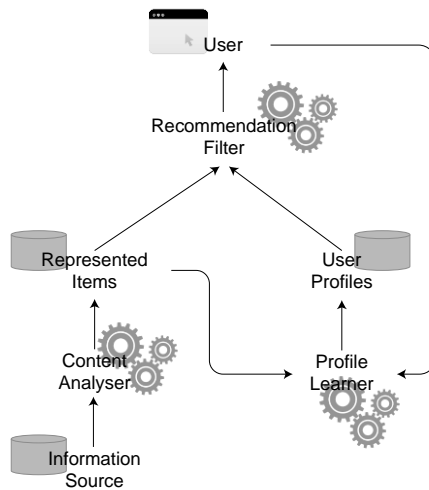 User
Recommendation
Filter
Represented
Items
User
Profiles
Content
Analyser
Profile
Learner
Information
Source